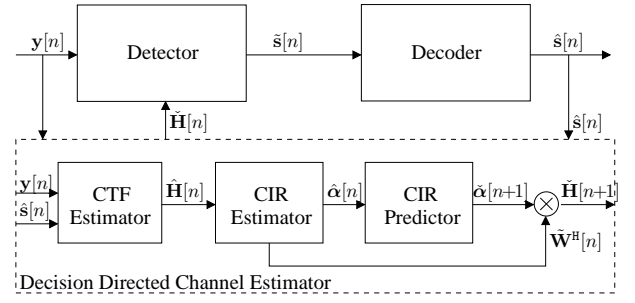 y[n]
Detector
s̃[n]
Decoder
ŝ[n]
Ȟ[n]
ŝ[n]
y[n]
ŝ[n]
CTF
Estimator
Ĥ[n]
CIR
Estimator
α̂[n]
CIR
Predictor
α̌[n+1]
Ȟ[n+1]
W̃ᴴ[n]
Decision Directed Channel Estimator